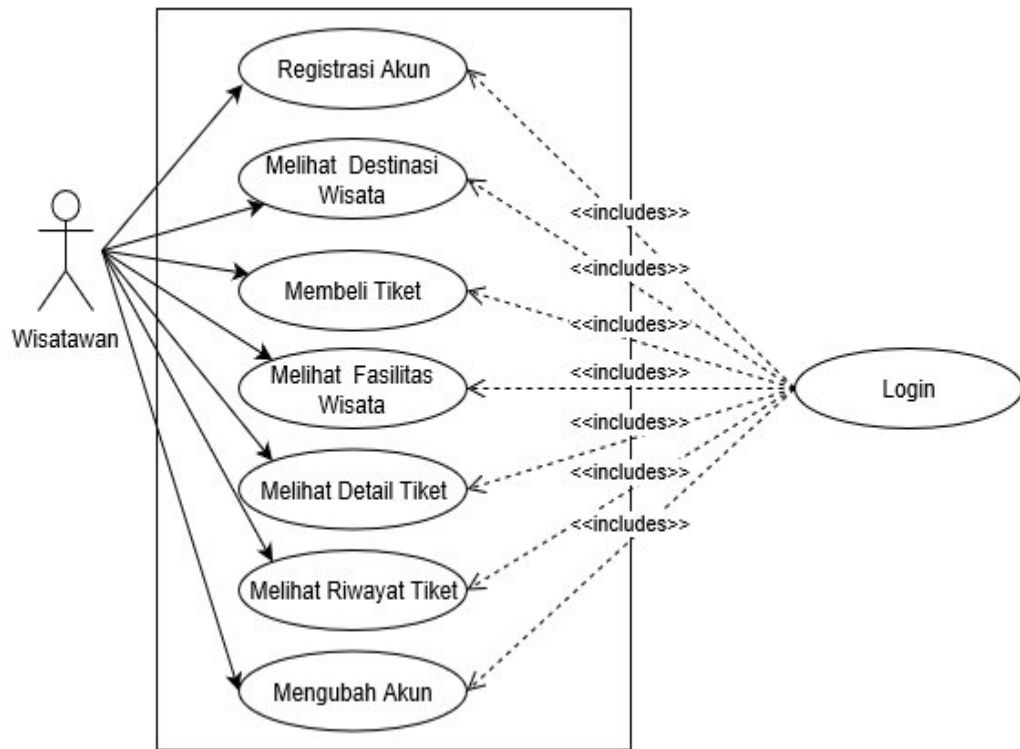 Registrasi Akun
Melihat Destinasi
Wisata
<<includes>>
<<includes>>
Membeli Tiket
<<includes>>
Wisatawan
Melihat Fasilitas
Wisata
<<includes>>
Login
<<includes>>
Melihat Detail Tiket
<<includes>>
<<includes>>
Melihat Riwayat Tiket
Mengubah Akun